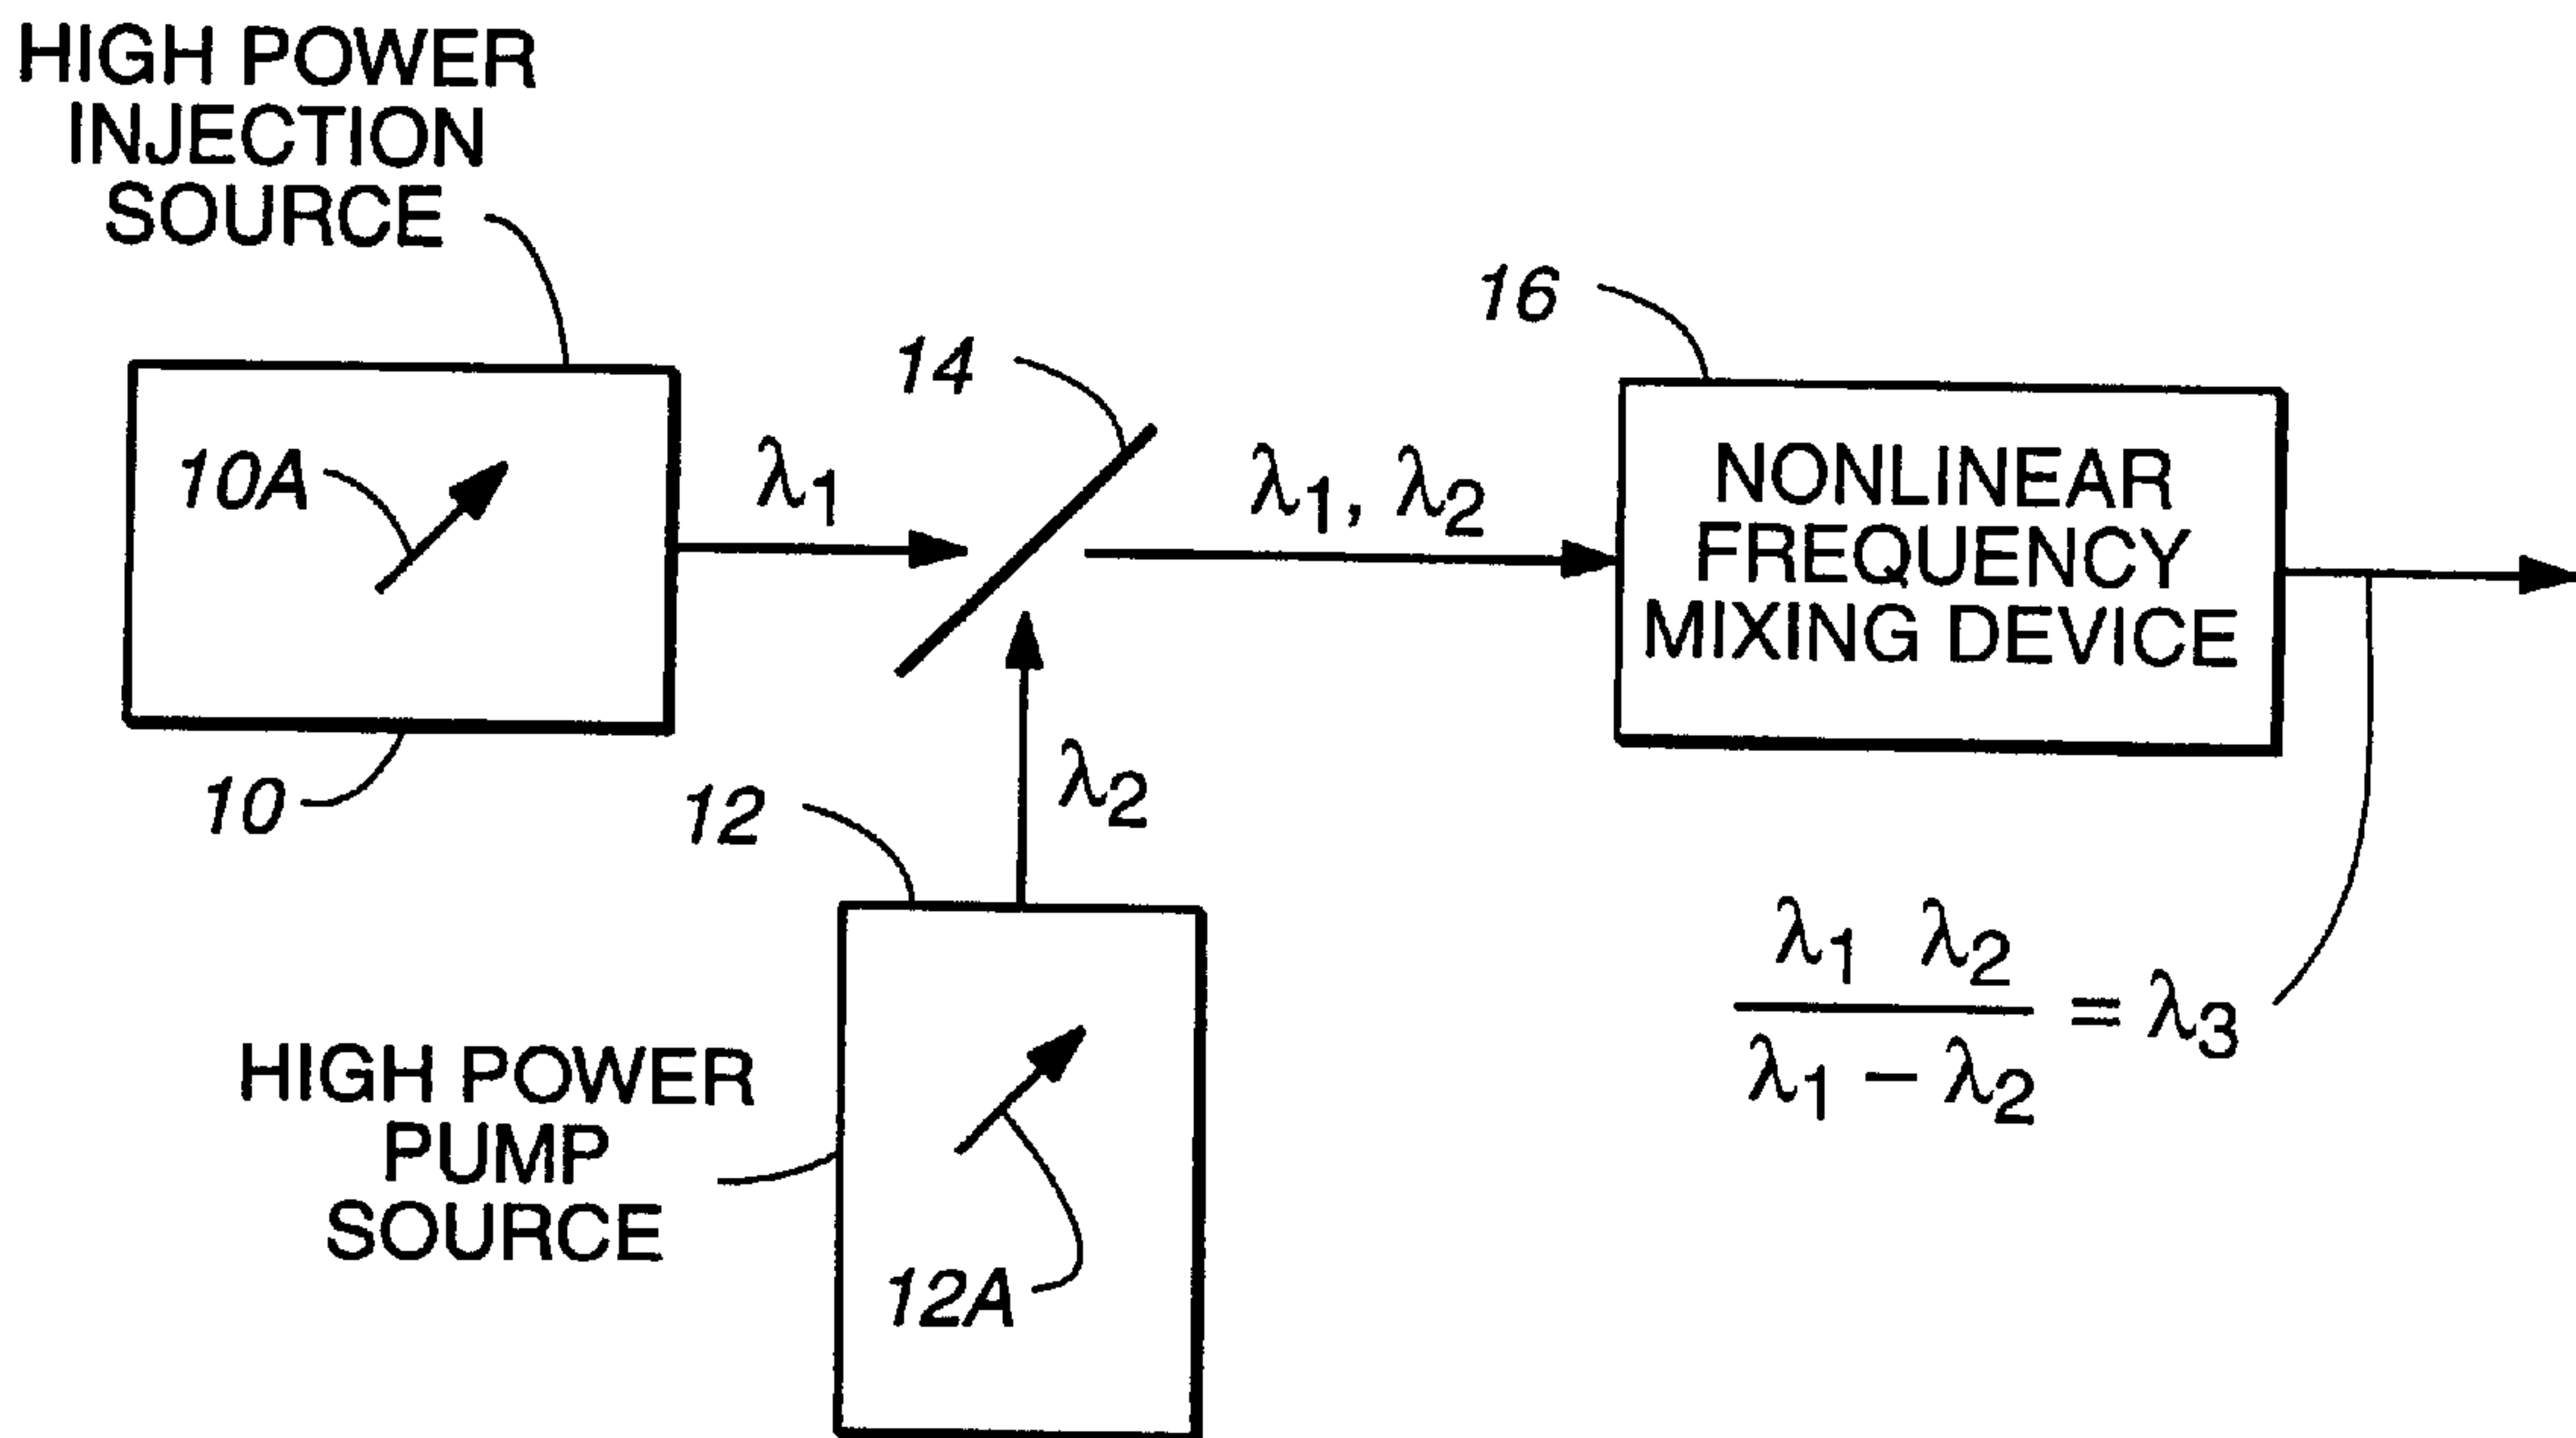 HIGH POWER
INJECTION
SOURCE
16
14
10A
λ1
λ1, λ2
NONLINEAR
FREQUENCY
MIXING DEVICE
10
12
λ2
λ1 λ2
λ1 − λ2
= λ3
HIGH POWER
PUMP
SOURCE
12A